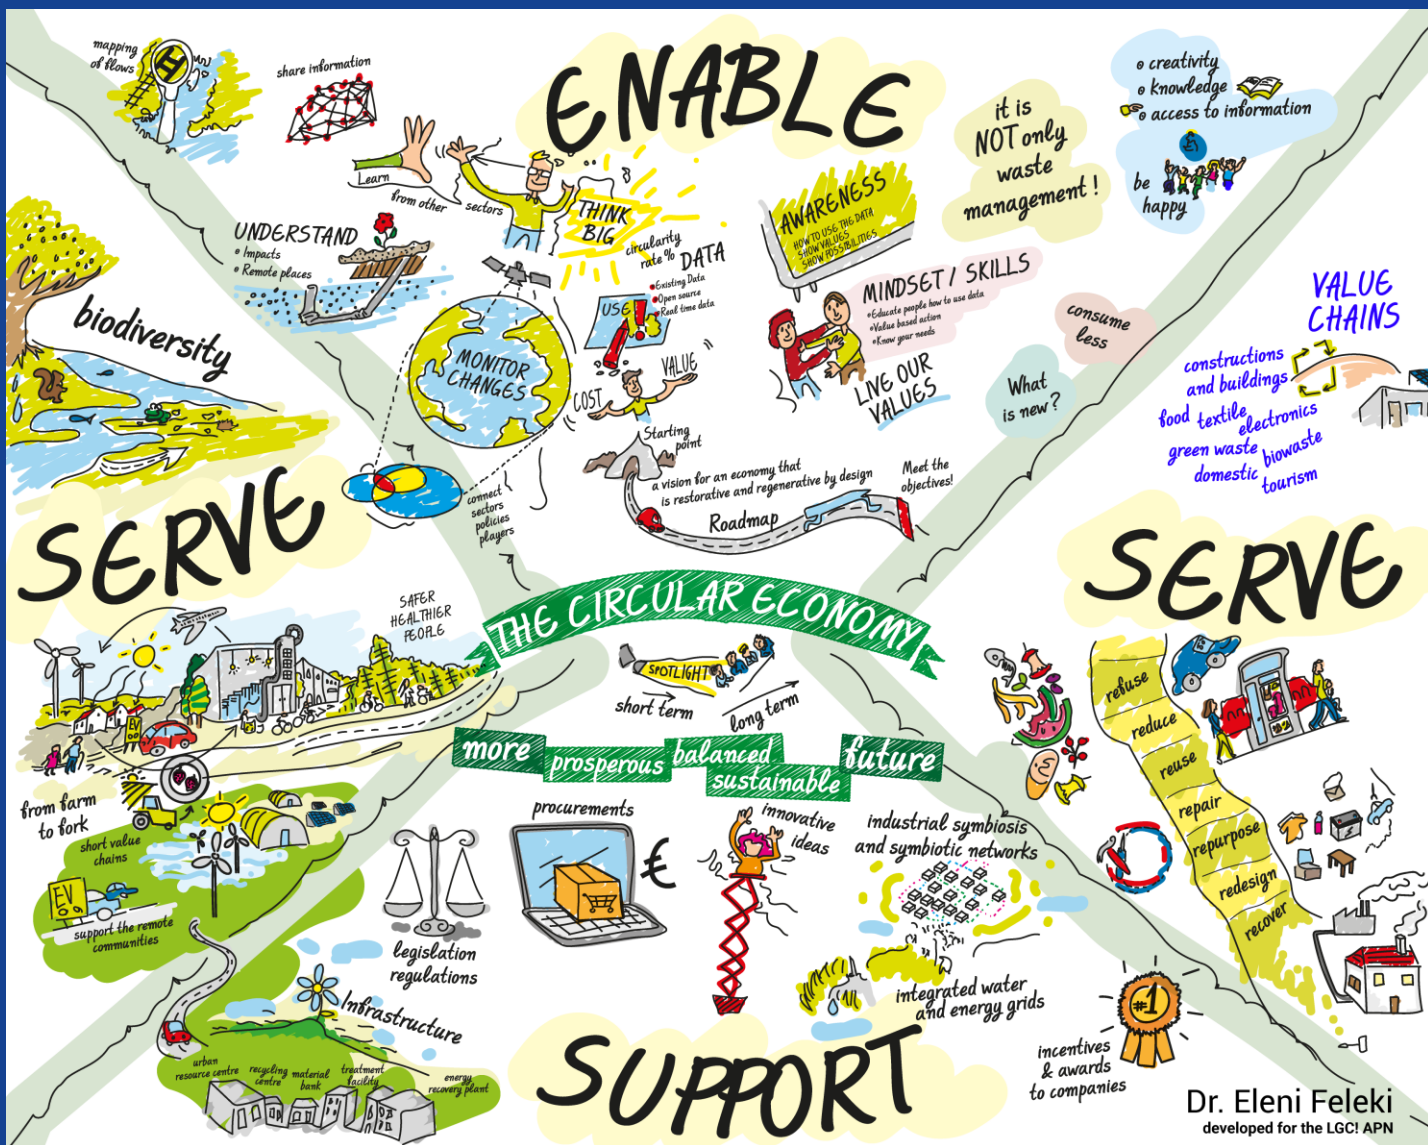 mapping
of flows
H
share information
ENABLE
it is
NOT only
waste
management!
creativity
knowledge
access to information
be
happy
Learn
from other
sectors
THINK
BIG
UNDERSTAND
Impacts
Remote places
circularity
rate %
DATA
Existing Data
Open source
Real time data
USE
AWARENESS
HOW TO USE THE DATA
SHOW VALUES
SHOW POSSIBILITIES
MINDSET / SKILLS
Educate people how to use data
Value based action
Know your needs
LIVE OUR
VALUES
consume
less
What
is new?
MONITOR
CHANGES
COST
VALUE
Starting
point
a vision for an economy that
is restorative and regenerative by design
Meet the
objectives!
Roadmap
connect
sectors
policies
players
biodiversity
SERVE
SAFER
HEALTHIER
PEOPLE
EV
from farm
to fork
short value
chains
EV
support the remote
communities
VALUE
CHAINS
constructions
and buildings
food
textile
electronics
green waste
biowaste
domestic
tourism
SERVE
refuse
reduce
reuse
repair
repurpose
redesign
recover
THE CIRCULAR ECONOMY
SPOTLIGHT
short term
long term
more
prosperous
balanced
sustainable
future
procurements
€
innovative
ideas
industrial symbiosis
and symbiotic networks
legislation
regulations
integrated water
and energy grids
Infrastructure
urban
resource centre
recycling
centre
material
bank
treatment
facility
energy
recovery plant
SUPPORT
#1
incentives
& awards
to companies
Dr. Eleni Feleki
developed for the LGC! APN